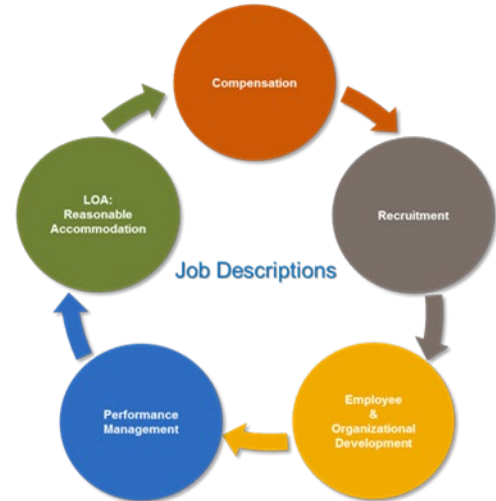 Compensation
Recruitment
Employee
&
Organizational
Development
Performance
Management
LOA:
Reasonable
Accommodation
Job Descriptions